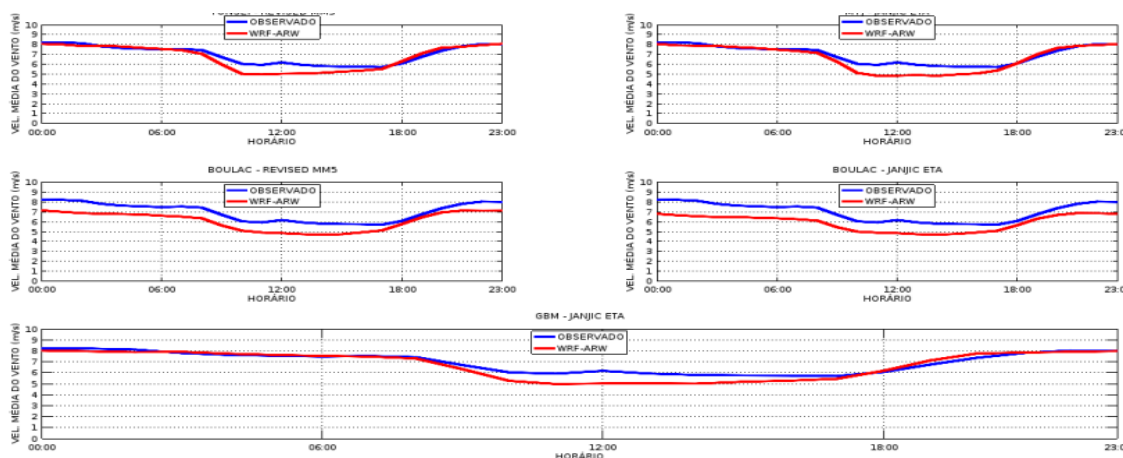 OBSERVADO
WRF-ARW
VEL. MÉDIA DO VENTO (m/s)
10
9
8
7
6
5
4
3
2
1
0
00:00 06:00 12:00 18:00 23:00
HORÁRIO
OBSERVADO
WRF-ARW
VEL. MÉDIA DO VENTO (m/s)
10
9
8
7
6
5
4
3
2
1
0
00:00 06:00 12:00 18:00 23:00
HORÁRIO
BOULAC - REVISED MM5
OBSERVADO
WRF-ARW
VEL. MÉDIA DO VENTO (m/s)
10
9
8
7
6
5
4
3
2
1
0
00:00 06:00 12:00 18:00 23:00
HORÁRIO
BOULAC - JANJIC ETA
OBSERVADO
WRF-ARW
VEL. MÉDIA DO VENTO (m/s)
10
9
8
7
6
5
4
3
2
1
0
00:00 06:00 12:00 18:00 23:00
HORÁRIO
GBM - JANJIC ETA
OBSERVADO
WRF-ARW
VEL. MÉDIA DO VENTO (m/s)
10
9
8
7
6
5
4
3
2
1
0
00:00 06:00 12:00 18:00 23:00
HORÁRIO